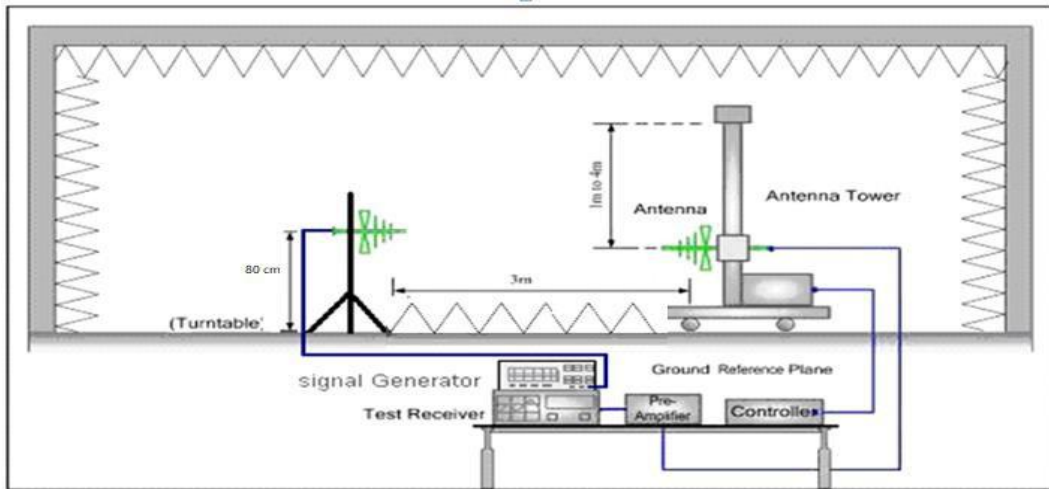 1m to 4m
Antenna
Antenna Tower
80 cm
3m
(Turntable)
signal Generator
Ground Reference Plane
Test Receiver
Pre-
Amplifier
Controller